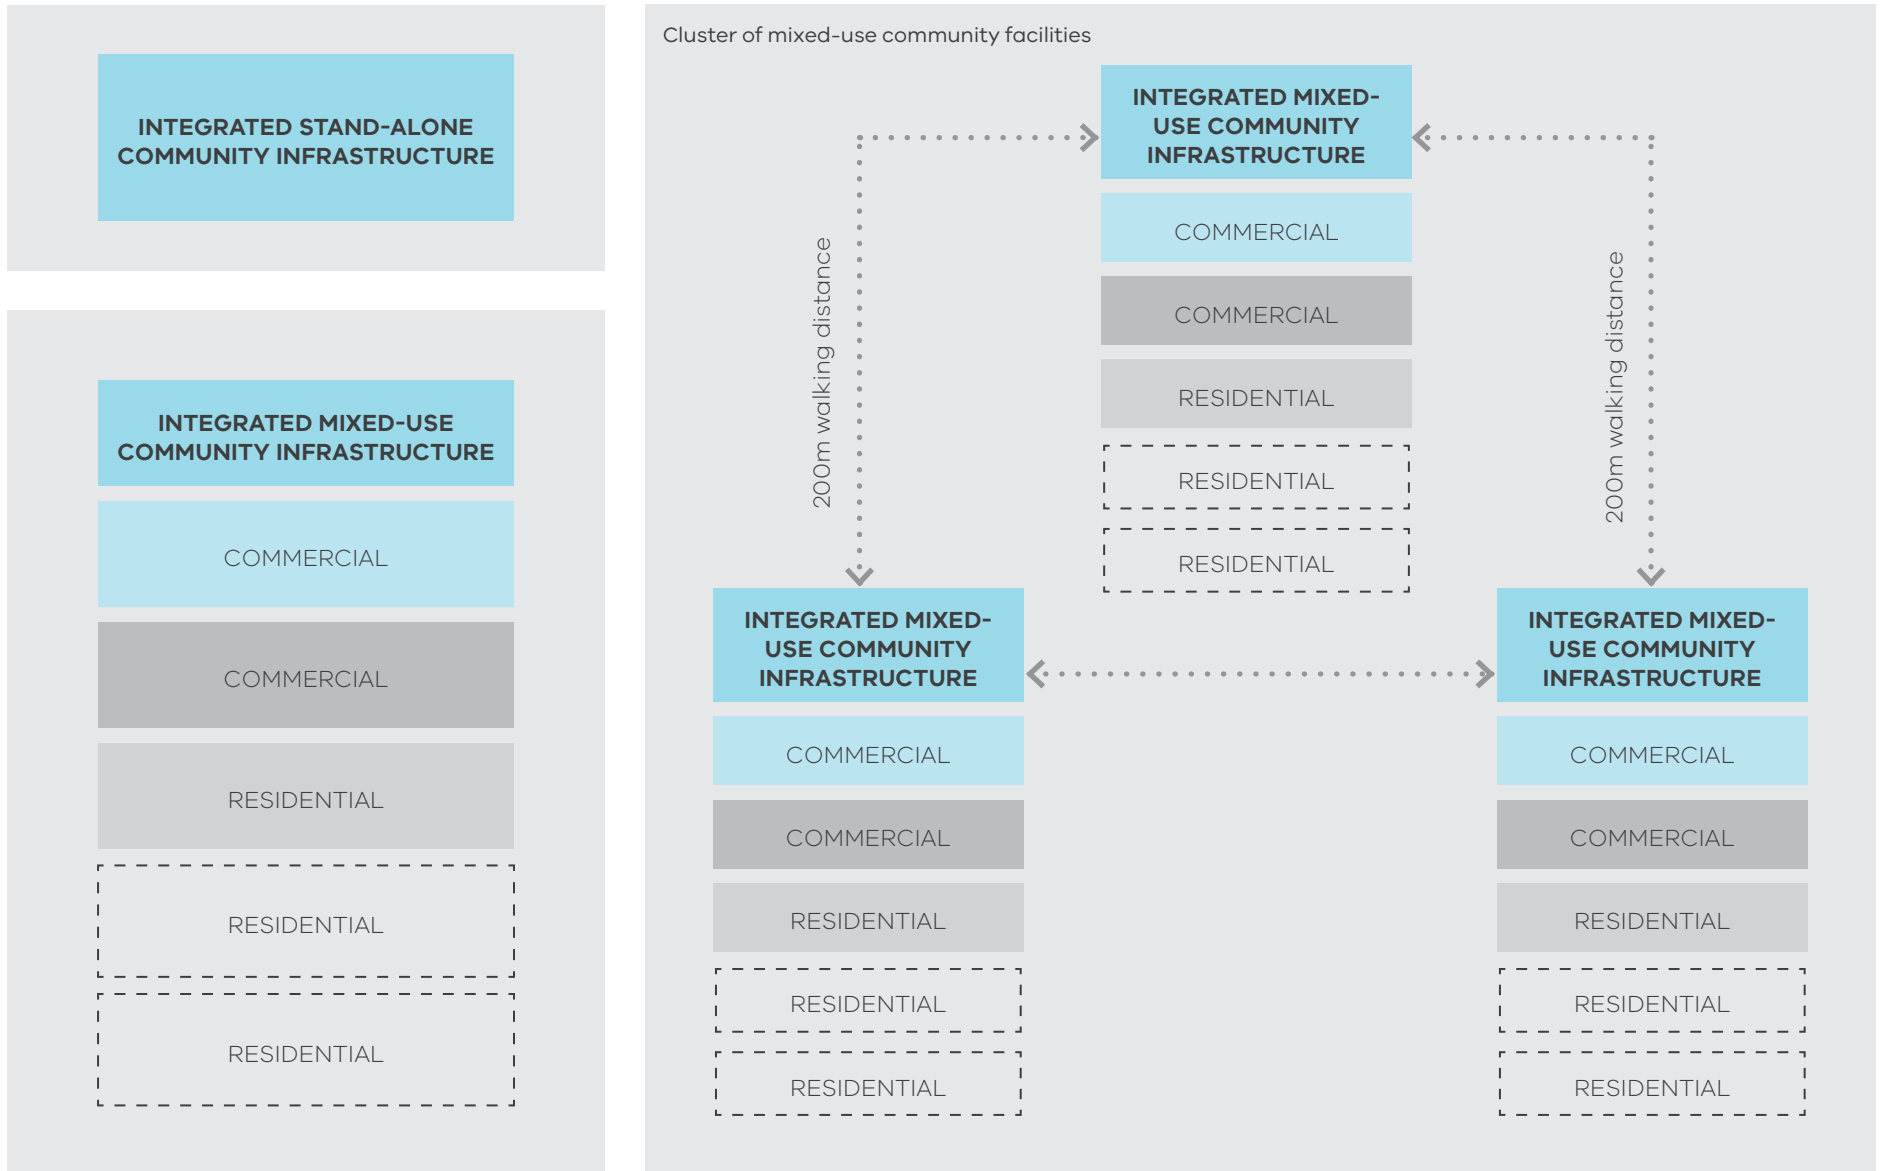 INTEGRATED STAND-ALONE
COMMUNITY INFRASTRUCTURE
INTEGRATED MIXED-USE
COMMUNITY INFRASTRUCTURE
COMMERCIAL
COMMERCIAL
RESIDENTIAL
RESIDENTIAL
RESIDENTIAL
Cluster of mixed-use community facilities
INTEGRATED MIXED-
USE COMMUNITY
INFRASTRUCTURE
COMMERCIAL
COMMERCIAL
RESIDENTIAL
RESIDENTIAL
RESIDENTIAL
200m walking distance
200m walking distance
INTEGRATED MIXED-
USE COMMUNITY
INFRASTRUCTURE
COMMERCIAL
COMMERCIAL
RESIDENTIAL
RESIDENTIAL
RESIDENTIAL
INTEGRATED MIXED-
USE COMMUNITY
INFRASTRUCTURE
COMMERCIAL
COMMERCIAL
RESIDENTIAL
RESIDENTIAL
RESIDENTIAL